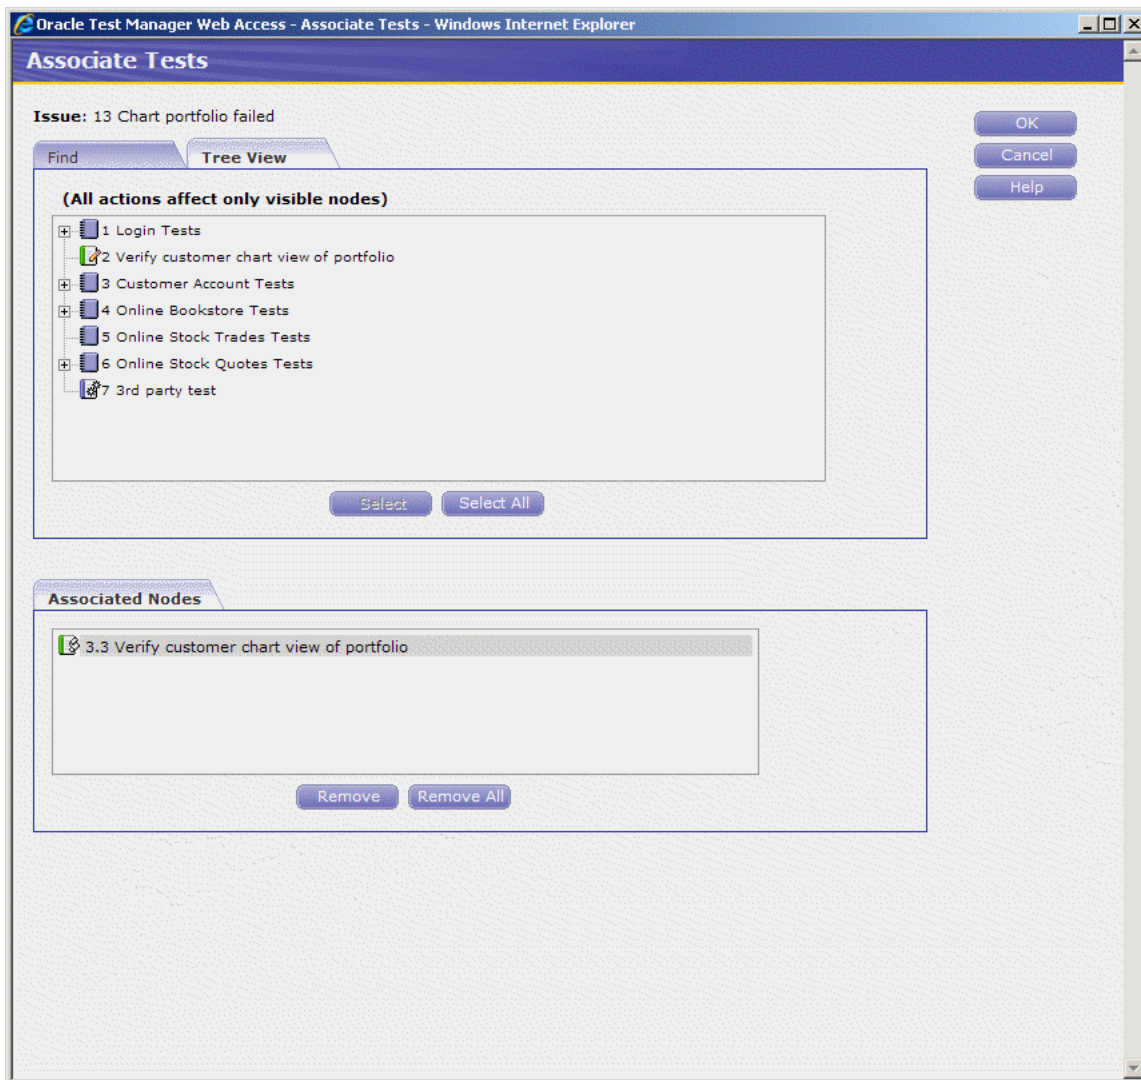 Oracle Test Manager Web Access - Associate Tests - Windows Internet Explorer
Associate Tests
Issue: 13 Chart portfolio failed
OK
Cancel
Help
Find
Tree View
(All actions affect only visible nodes)
1 Login Tests
2 Verify customer chart view of portfolio
3 Customer Account Tests
4 Online Bookstore Tests
5 Online Stock Trades Tests
6 Online Stock Quotes Tests
7 3rd party test
Select
Select All
Associated Nodes
3.3 Verify customer chart view of portfolio
Remove
Remove All